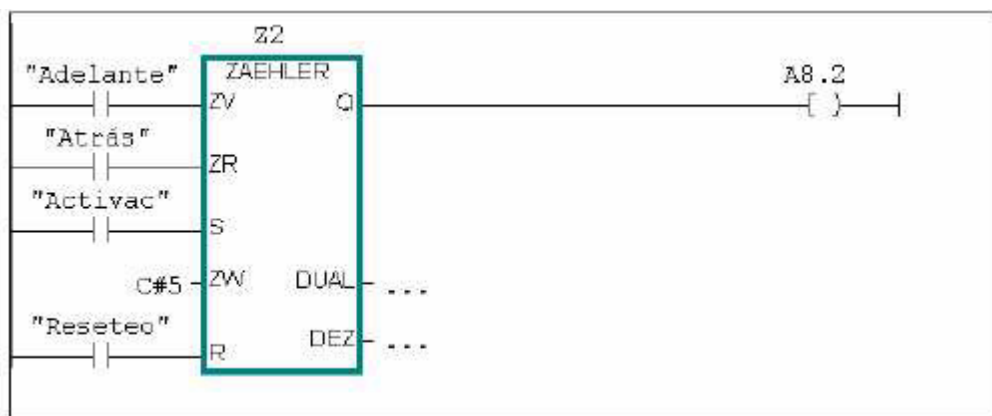 Z2
"Adelante" ZAEHLER A8.2
ZV Q
"Atrás"
ZR
"Activac"
S
C#5 ZW DUAL ...
"Reseteo" DEZ ...
R